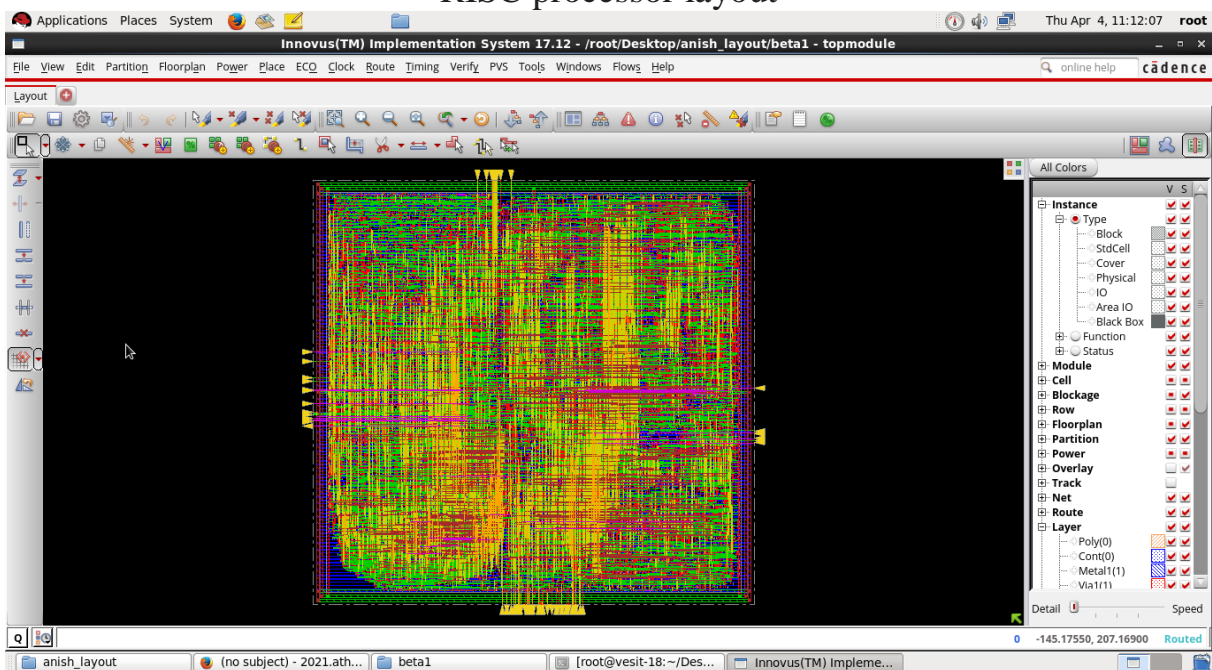 RISC processor layout
Applications Places System Thu Apr 4, 11:12:07 root
Innovus(TM) Implementation System 17.12 - /root/Desktop/anish_layout/beta1 - topmodule
File View Edit Partition Floorplan Power Place ECO Clock Route Timing Verify PVS Tools Windows Flows Help online help cādence
Layout
All Colors
V S
Instance
Type
Block
StdCell
Cover
Physical
IO
Area IO
Black Box
Function
Status
Module
Cell
Blockage
Row
Floorplan
Partition
Power
Overlay
Track
Net
Route
Layer
Poly(0)
Cont(0)
Metal1(1)
Via1(1)
Detail Speed
Q 0 -145.17550, 207.16900 Routed
anish_layout (no subject) - 2021.ath... beta1 [root@vesit-18:~/Des... Innovus(TM) Impleme...